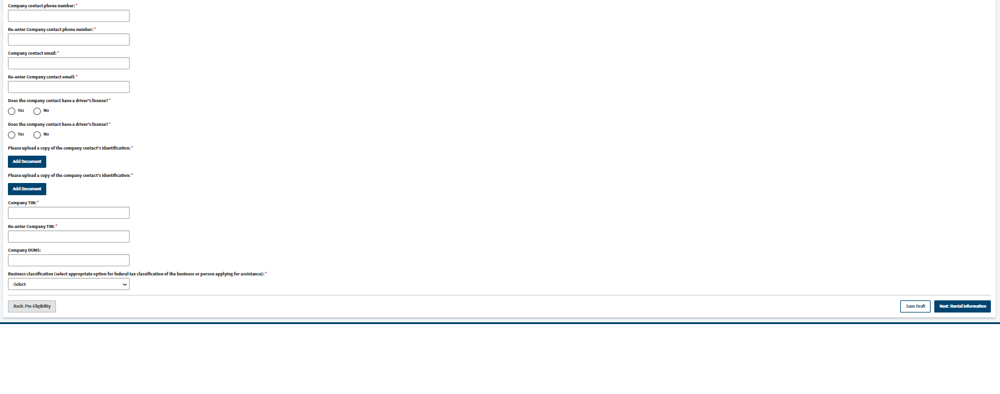 Company contact phone number: *
Re-enter Company contact phone number: *
Company contact email: *
Re-enter Company contact email: *
Does the company contact have a driver's license? *
Yes No
Does the company contact have a driver's license? *
Yes No
Please upload a copy of the company contact's identification: *
Add Document
Please upload a copy of the company contact's identification: *
Add Document
Company TIN: *
Re-enter Company TIN: *
Company DUNS:
Business classification (select appropriate option for federal tax classification of the business or person applying for assistance): *
-Select-
Back: Pre-Eligibility Save Draft Next: Rental Information